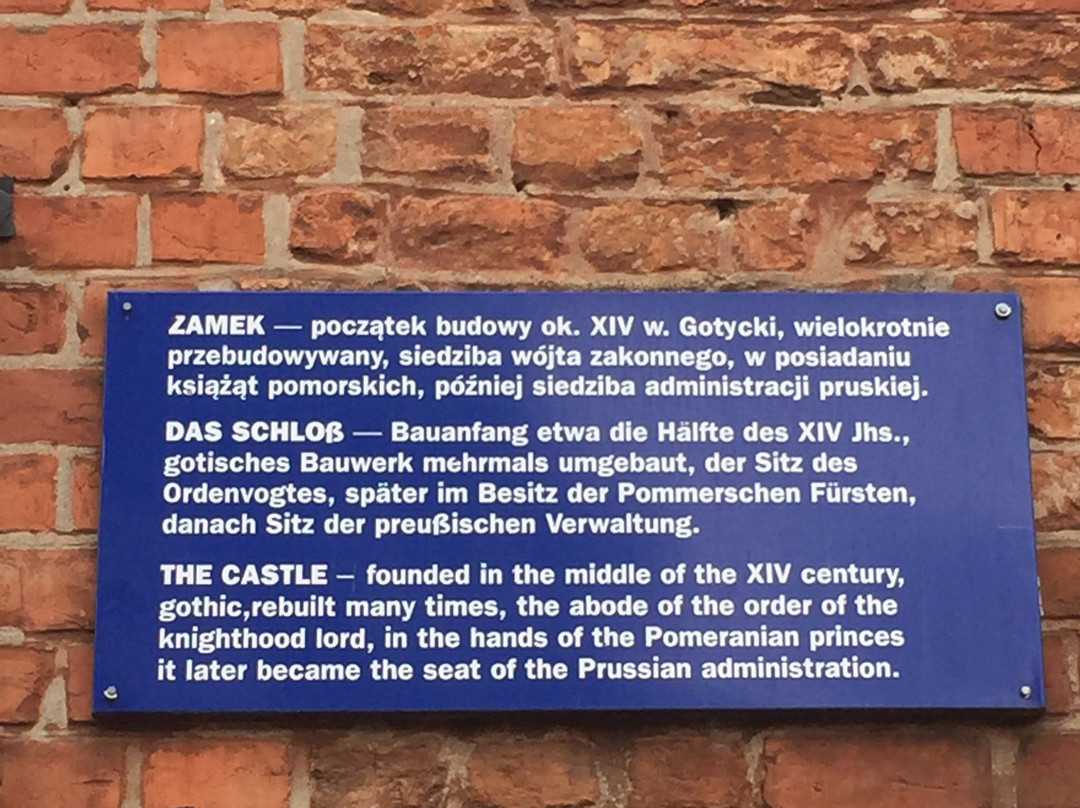 ZAMEK — początek budowy ok. XIV w. Gotycki, wielokrotnie
przebudowywany, siedziba wójta zakonnego, w posiadaniu
książąt pomorskich, później siedziba administracji pruskiej.
DAS SCHLOß — Bauanfang etwa die Hälfte des XIV Jhs.,
gotisches Bauwerk mehrmals umgebaut, der Sitz des
Ordenvogtes, später im Besitz der Pommerschen Fürsten,
danach Sitz der preußischen Verwaltung.
THE CASTLE – founded in the middle of the XIV century,
gothic,rebuilt many times, the abode of the order of the
knighthood lord, in the hands of the Pomeranian princes
it later became the seat of the Prussian administration.